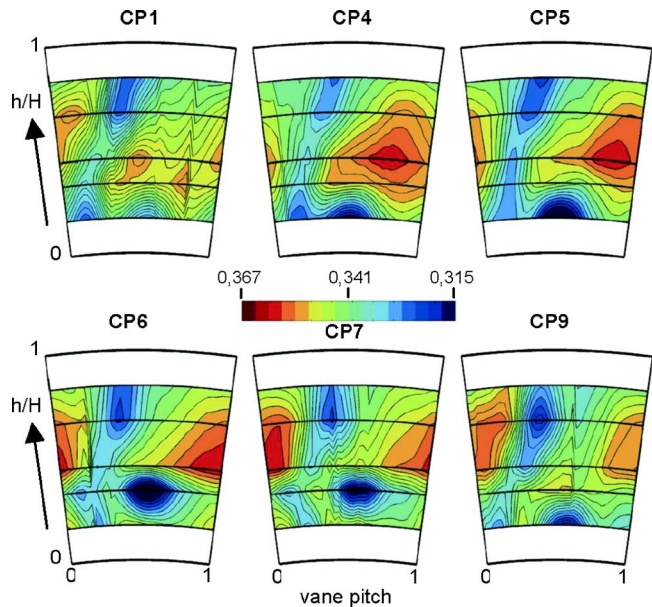 CP1 CP4 CP5
1
h/H
0
0,367 0,341 0,315
CP6 CP7 CP9
1
h/H
0
0 1 0 1 0 1
vane pitch